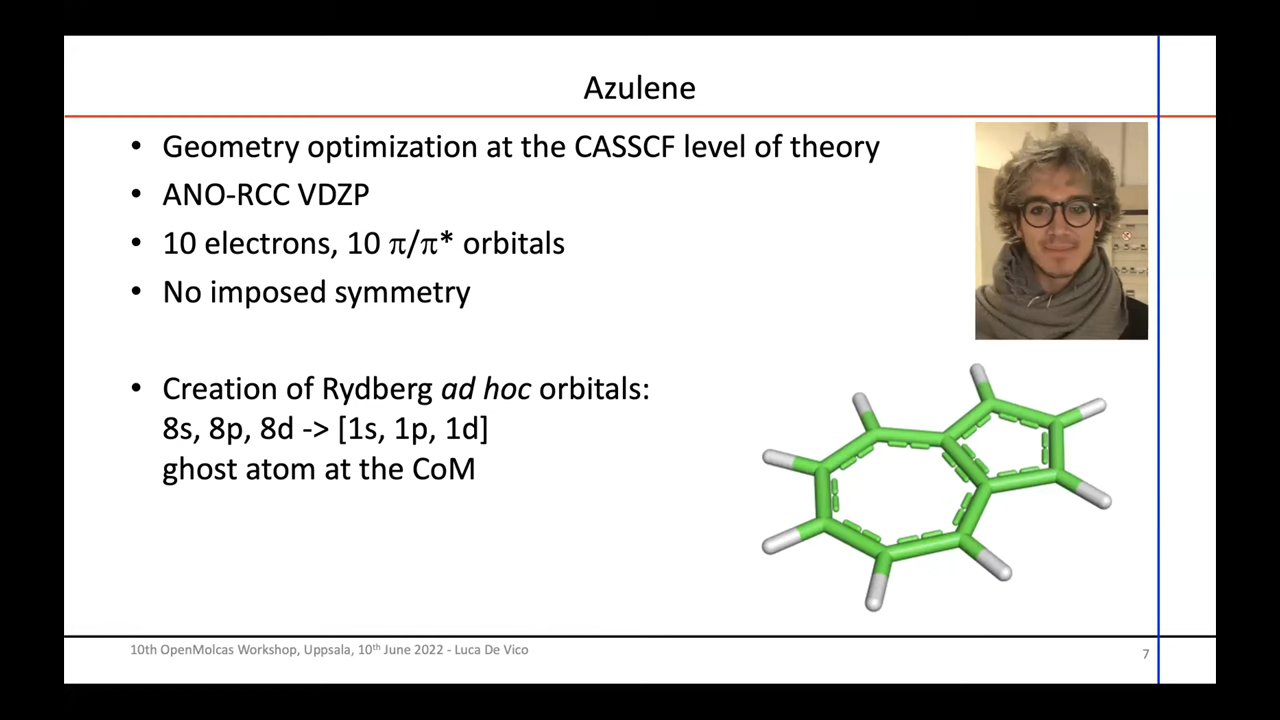 Azulene
• Geometry optimization at the CASSCF level of theory
• ANO-RCC VDZP
• 10 electrons, 10 π/π* orbitals
• No imposed symmetry
• Creation of Rydberg ad hoc orbitals:
8s, 8p, 8d -> [1s, 1p, 1d]
ghost atom at the CoM
10th OpenMolcas Workshop, Uppsala, 10th June 2022 - Luca De Vico
7